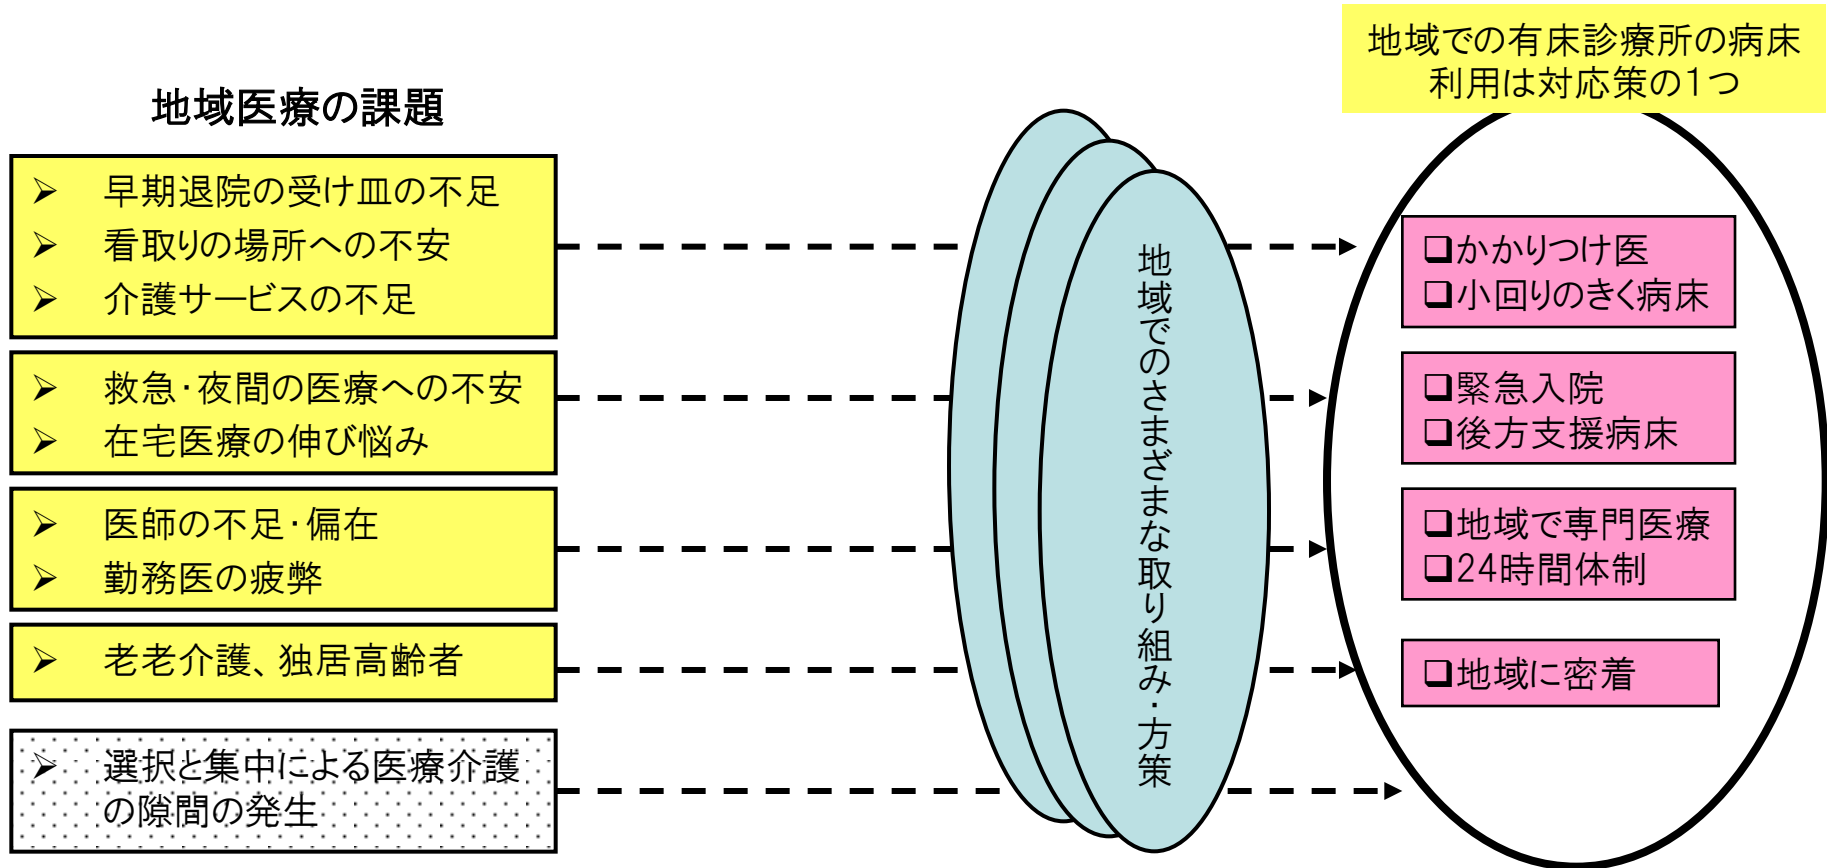 地域での有床診療所の病床
利用は対応策の1つ
地域医療の課題
➢ 早期退院の受け皿の不足
➢ 看取りの場所への不安
➢ 介護サービスの不足
➢ 救急・夜間の医療への不安
➢ 在宅医療の伸び悩み
➢ 医師の不足・偏在
➢ 勤務医の疲弊
➢ 老老介護、独居高齢者
➢ 選択と集中による医療介護
の隙間の発生
地域でのさまざまな取り組み・方策
❑かかりつけ医
❑小回りのきく病床
❑緊急入院
❑後方支援病床
❑地域で専門医療
❑24時間体制
❑地域に密着